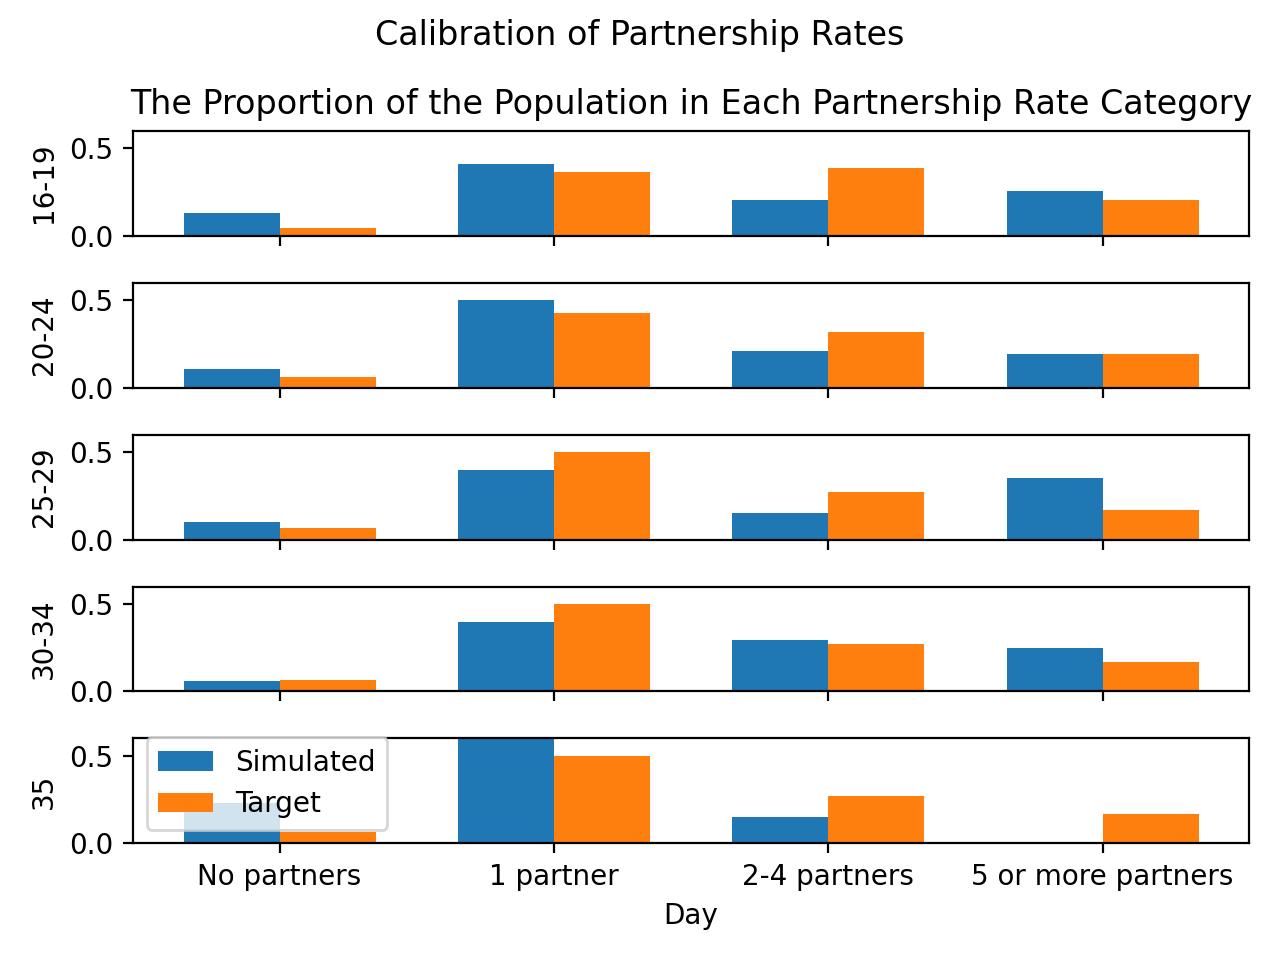 Calibration of Partnership Rates
The Proportion of the Population in Each Partnership Rate Category
0.5
16-19
0.0
0.5
20-24
0.0
0.5
25-29
0.0
0.5
30-34
0.0
0.5
35
0.0
Simulated
Target
No partners 1 partner 2-4 partners 5 or more partners
Day